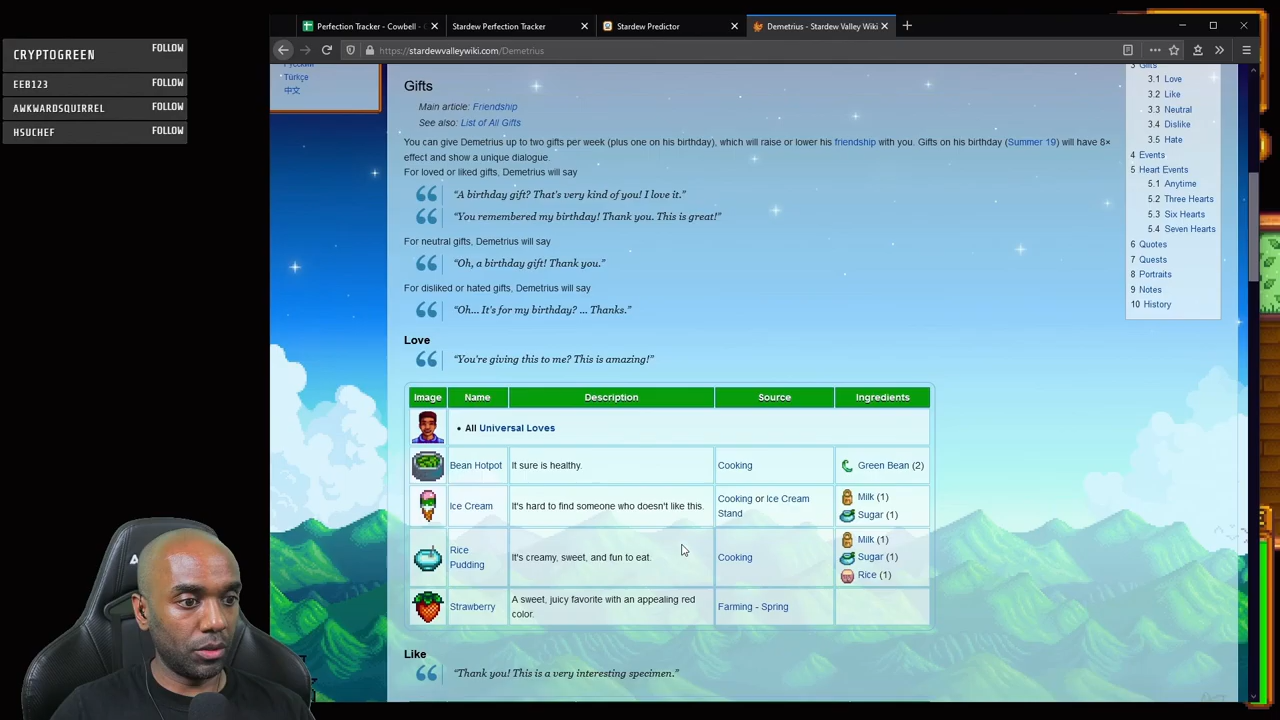 CRYPTOGREEN FOLLOW
EEB123 FOLLOW
AWKWARDSQUIRREL FOLLOW
HSUCHEF FOLLOW
Perfection Tracker - Cowbell -
Stardew Perfection Tracker
Stardew Predictor
Demetrius - Stardew Valley Wiki
https://stardewvalleywiki.com/Demetrius
Русский
Türkçe
中文
Gifts
Main article: Friendship
See also: List of All Gifts
You can give Demetrius up to two gifts per week (plus one on his birthday), which will raise or lower his friendship with you. Gifts on his birthday (Summer 19) will have 8×
effect and show a unique dialogue.
For loved or liked gifts, Demetrius will say
“A birthday gift? That's very kind of you! I love it.”
“You remembered my birthday! Thank you. This is great!”
For neutral gifts, Demetrius will say
“Oh, a birthday gift! Thank you.”
For disliked or hated gifts, Demetrius will say
“Oh... It's for my birthday? ... Thanks.”
Love
“You're giving this to me? This is amazing!”
Image Name Description Source Ingredients
• All Universal Loves
Bean Hotpot It sure is healthy. Cooking Green Bean (2)
Ice Cream It's hard to find someone who doesn't like this. Cooking or Ice Cream
Stand
Milk (1)
Sugar (1)
Rice
Pudding
It's creamy, sweet, and fun to eat. Cooking
Milk (1)
Sugar (1)
Rice (1)
Strawberry
A sweet, juicy favorite with an appealing red
color.
Farming - Spring
Like
“Thank you! This is a very interesting specimen.”
3 Gifts
3.1 Love
3.2 Like
3.3 Neutral
3.4 Dislike
3.5 Hate
4 Events
5 Heart Events
5.1 Anytime
5.2 Three Hearts
5.3 Six Hearts
5.4 Seven Hearts
6 Quotes
7 Quests
8 Portraits
9 Notes
10 History